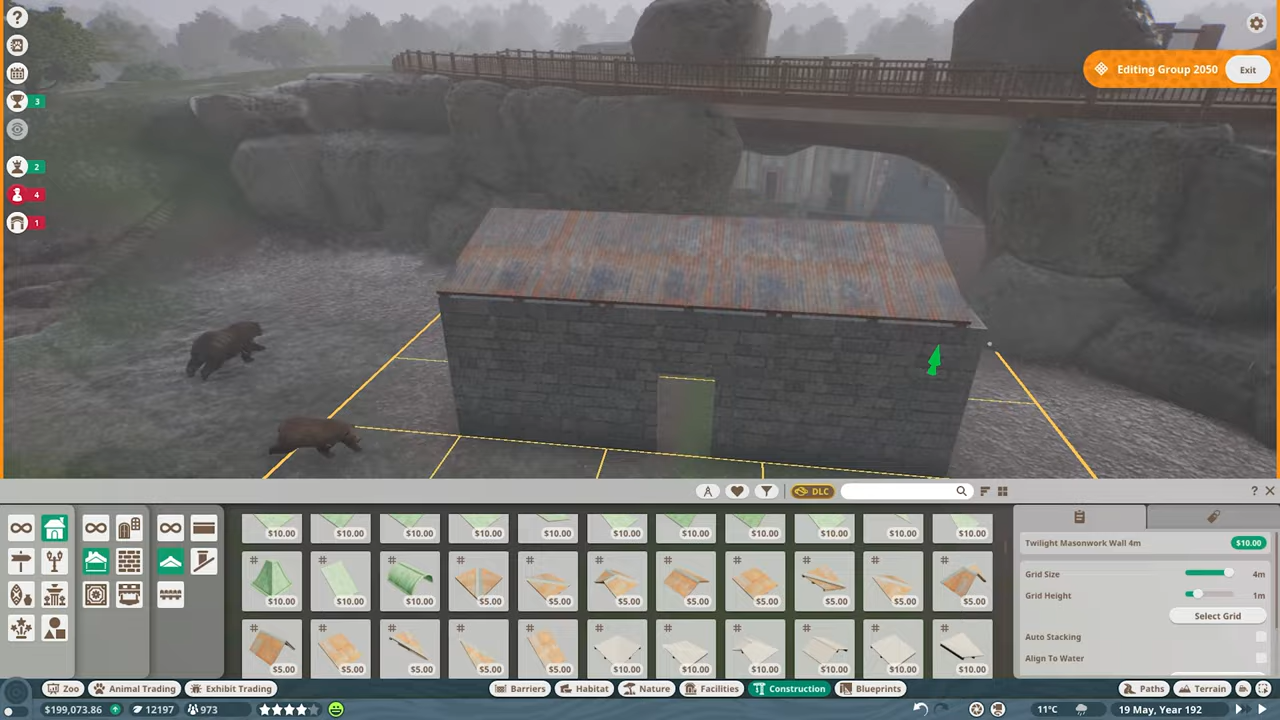 ?
Editing Group 2050 Exit
3
2
4
1
DLC
? ×
$10.00 $10.00 $10.00 $10.00 $10.00 $10.00 $10.00 $10.00 $10.00 $10.00 $10.00
$10.00 $10.00 $10.00 $5.00 $5.00 $5.00 $5.00 $5.00 $5.00 $5.00 $5.00
$5.00 $5.00 $5.00 $5.00 $5.00 $10.00 $10.00 $10.00 $10.00 $10.00 $10.00
Twilight Masonwork Wall 4m $10.00
Grid Size 4m
Grid Height 1m
Select Grid
Auto Stacking
Align To Water
Zoo Animal Trading Exhibit Trading Barriers Habitat Nature Facilities Construction Blueprints Paths Terrain
$199,073.86 12197 973 11°C 19 May, Year 192